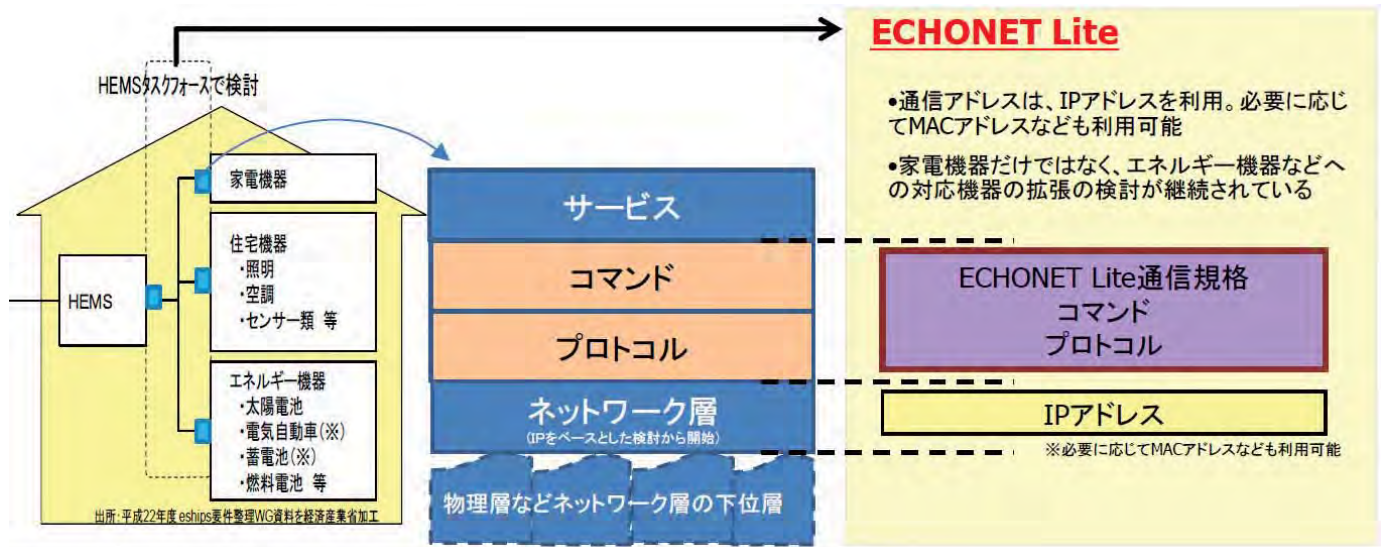 HEMSタスクフォースで検討
家電機器
住宅機器
・照明
・空調
・センサー類 等
HEMS
エネルギー機器
・太陽電池
・電気自動車(※)
・蓄電池(※)
・燃料電池 等
出所:平成22年度 eships要件整理WG資料を経済産業省加工
サービス
コマンド
プロトコル
ネットワーク層
(IPをベースとした検討から開始)
物理層などネットワーク層の下位層
ECHONET Lite
•通信アドレスは、IPアドレスを利用。必要に応じ
てMACアドレスなども利用可能
•家電機器だけではなく、エネルギー機器などへ
の対応機器の拡張の検討が継続されている
ECHONET Lite通信規格
コマンド
プロトコル
IPアドレス
※必要に応じてMACアドレスなども利用可能